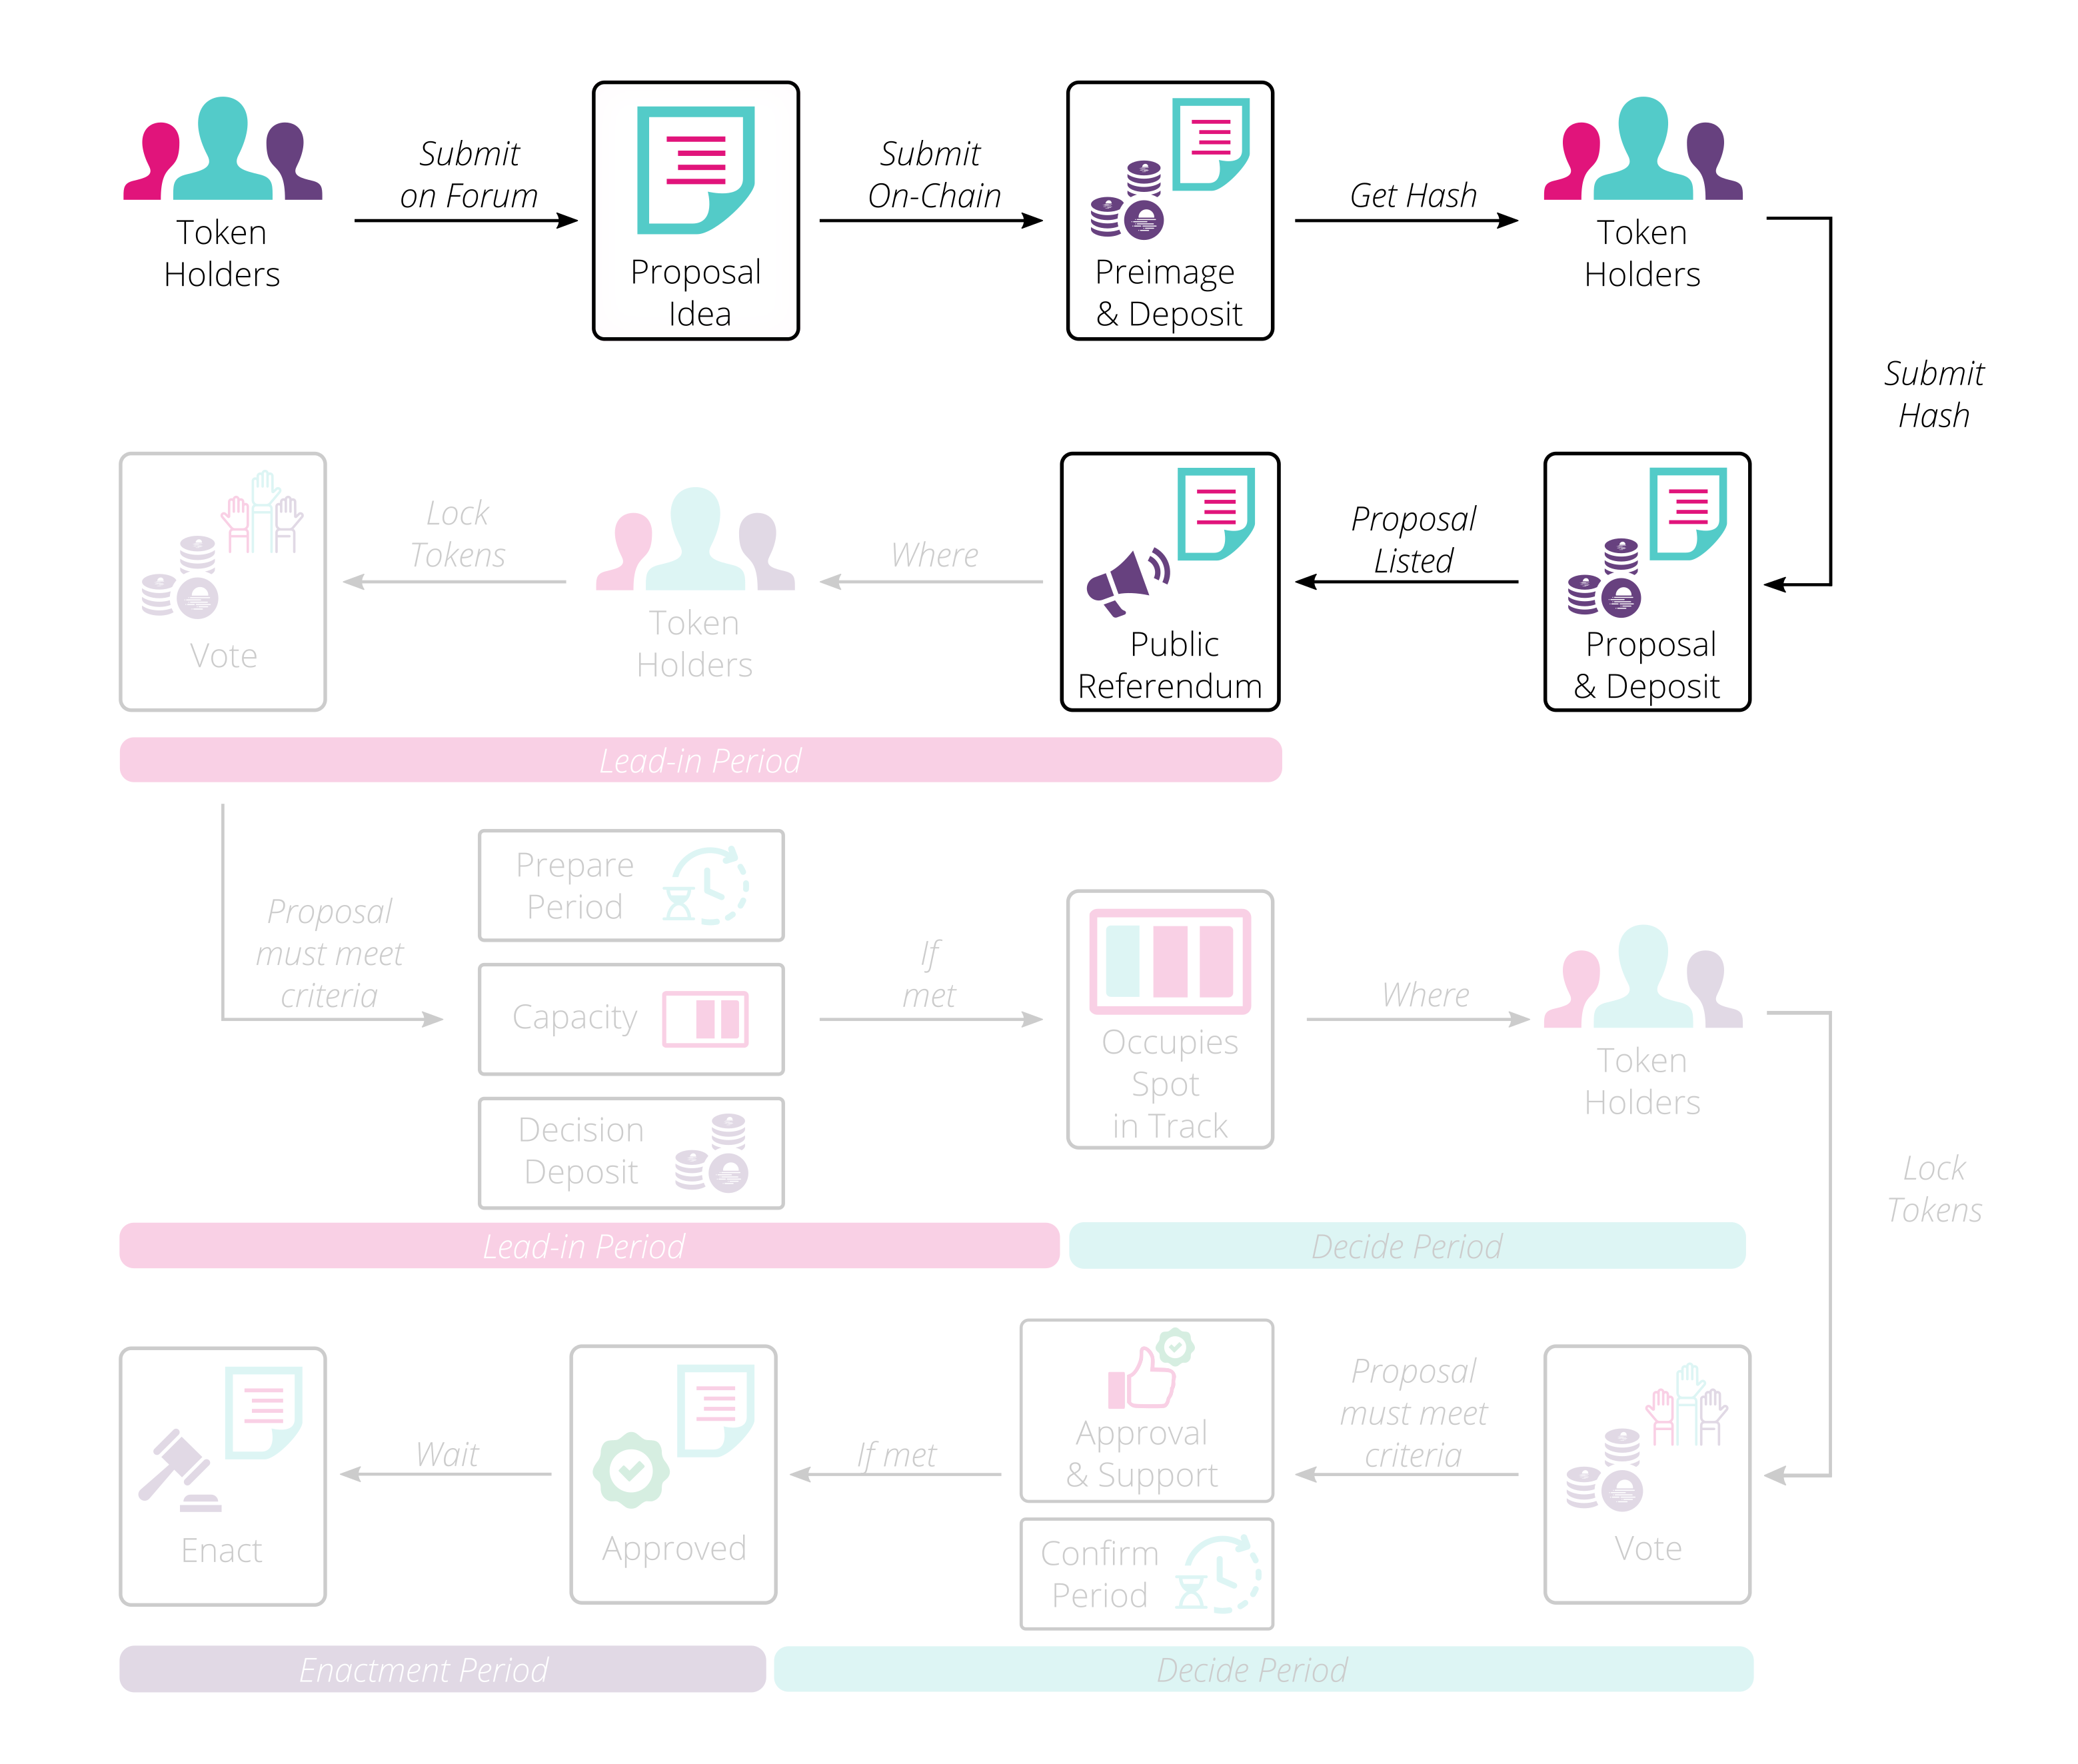 Submit
on Forum
Submit
On-Chain
Get Hash
Token
Holders
Proposal
Idea
Preimage
& Deposit
Token
Holders
Submit
Hash
Proposal
& Deposit
Proposal
Listed
Public
Referendum
Where
Token
Holders
Lock
Tokens
Vote
Lead-in Period
Proposal
must meet
criteria
Prepare
Period
Capacity
Decision
Deposit
If
met
Occupies
Spot
in Track
Where
Token
Holders
Lock
Tokens
Lead-in Period
Decide Period
Vote
Proposal
must meet
criteria
Approval
& Support
Confirm
Period
If met
Approved
Wait
Enact
Enactment Period
Decide Period